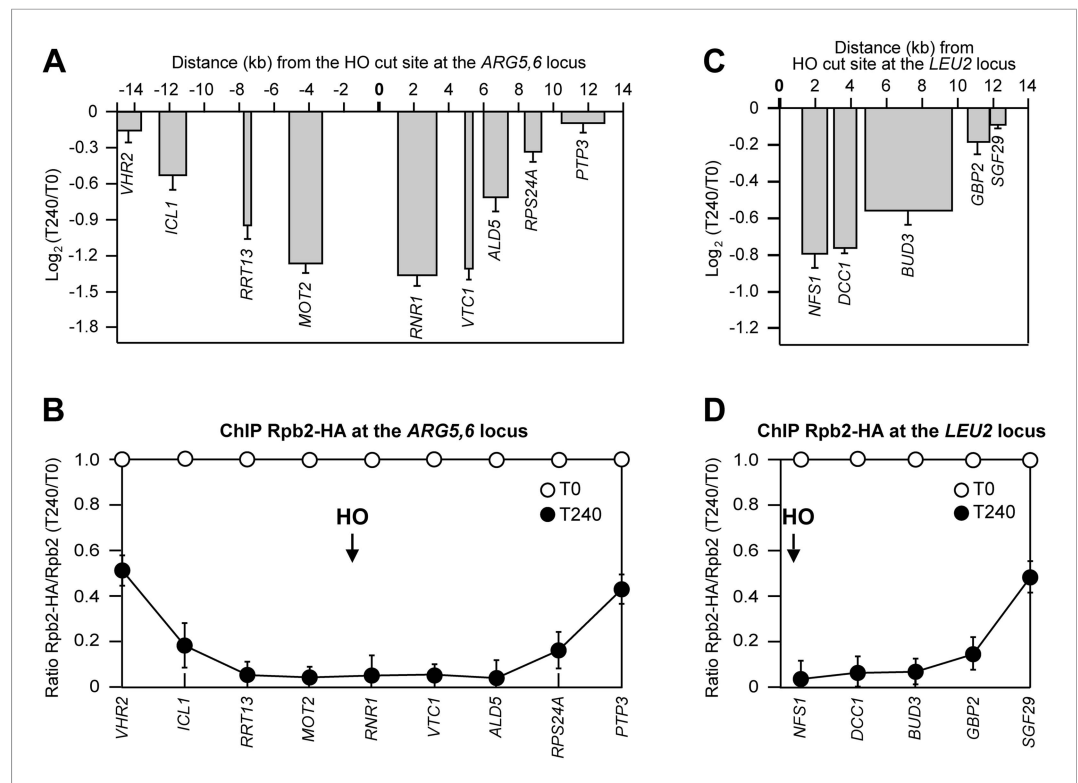 A
Distance (kb) from the HO cut site at the ARG5,6 locus
-14 -12 -10 -8 -6 -4 -2 0 2 4 6 8 10 12 14
0
-0.3
-0.6
-0.9
-1.2
-1.5
-1.8
Log2 (T240/T0)
VHR2
ICL1
RRT13
MOT2
RNR1
VTC1
ALD5
RPS24A
PTP3
C
Distance (kb) from
HO cut site at the LEU2 locus
0 2 4 6 8 10 12 14
0
-0.2
-0.4
-0.6
-0.8
-1.0
-1.2
Log2 (T240/T0)
NFS1
DCC1
BUD3
GBP2
SGF29
B
ChIP Rpb2-HA at the ARG5,6 locus
1.0
0.8
0.6
0.4
0.2
0
Ratio Rpb2-HA/Rpb2 (T240/T0)
T0
T240
HO
VHR2
ICL1
RRT13
MOT2
RNR1
VTC1
ALD5
RPS24A
PTP3
D
ChIP Rpb2-HA at the LEU2 locus
1.0
0.8
0.6
0.4
0.2
0
Ratio Rpb2-HA/Rpb2 (T240/T0)
T0
T240
HO
NFS1
DCC1
BUD3
GBP2
SGF29